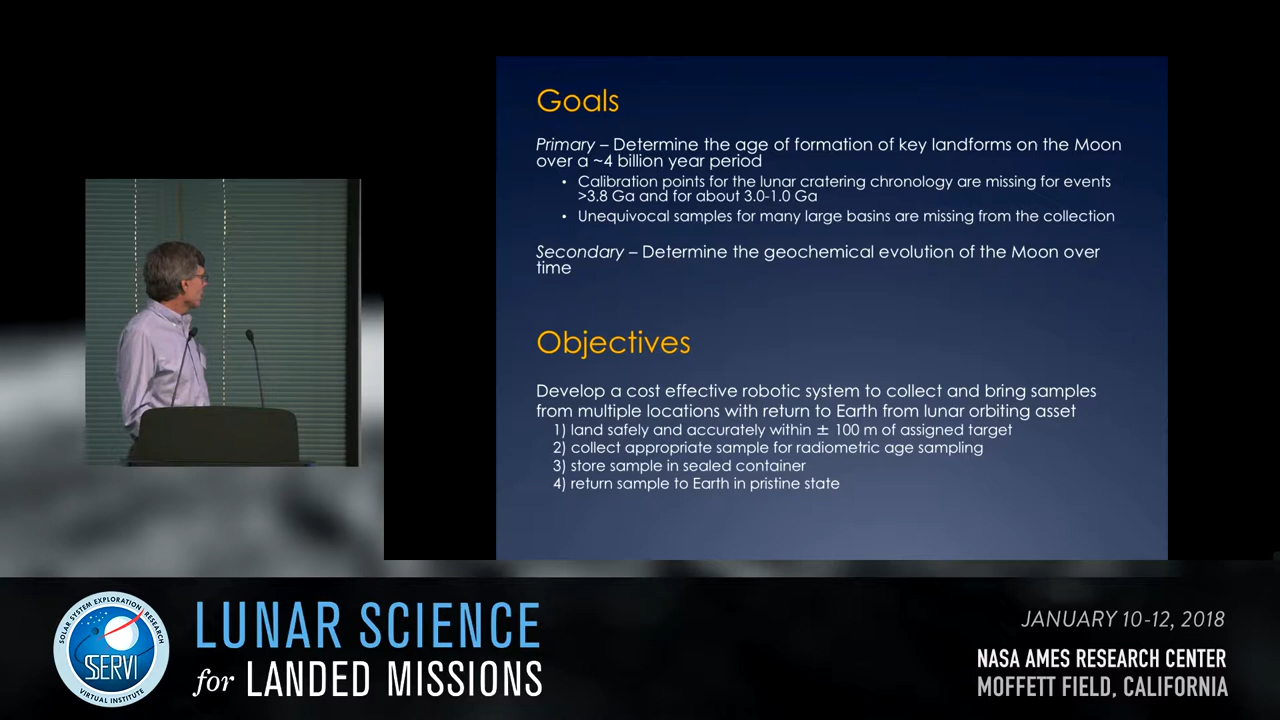 Goals
Primary – Determine the age of formation of key landforms on the Moon
over a ~4 billion year period
• Calibration points for the lunar cratering chronology are missing for events
>3.8 Ga and for about 3.0-1.0 Ga
• Unequivocal samples for many large basins are missing from the collection
Secondary – Determine the geochemical evolution of the Moon over
time
Objectives
Develop a cost effective robotic system to collect and bring samples
from multiple locations with return to Earth from lunar orbiting asset
1) land safely and accurately within ± 100 m of assigned target
2) collect appropriate sample for radiometric age sampling
3) store sample in sealed container
4) return sample to Earth in pristine state
SOLAR SYSTEM EXPLORATION RESEARCH
SSERVI
VIRTUAL INSTITUTE
LUNAR SCIENCE
for LANDED MISSIONS
JANUARY 10-12, 2018
NASA AMES RESEARCH CENTER
MOFFETT FIELD, CALIFORNIA